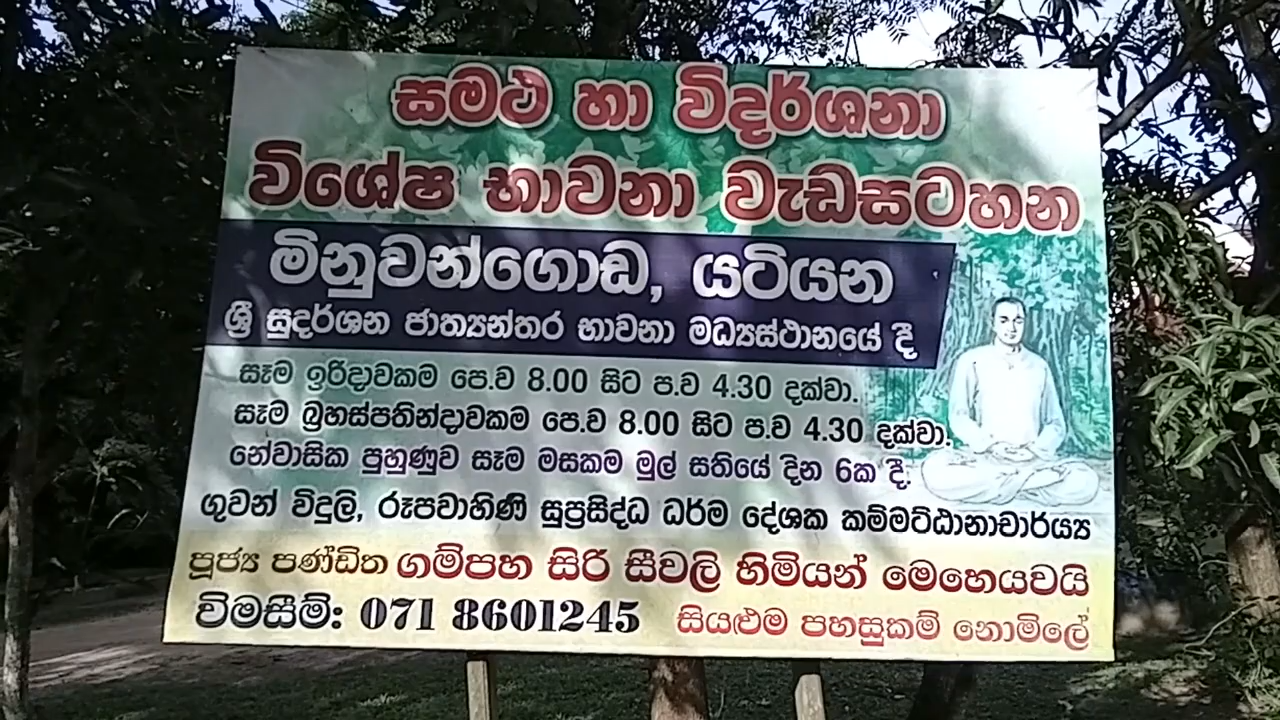 සමථ හා විදර්ශනා
විශේෂ භාවනා වැඩසටහන
මිනුවන්ගොඩ, යටියන
ශ්‍රී සුදර්ශන ජාත්‍යන්තර භාවනා මධ්‍යස්ථානයේ දී
සෑම ඉරිදාවකම පෙ.ව 8.00 සිට ප.ව 4.30 දක්වා.
සෑම බ්‍රහස්පතින්දාවකම පෙ.ව 8.00 සිට ප.ව 4.30 දක්වා.
නේවාසික පුහුණුව සෑම මසකම මුල් සතියේ දින 6ක දී.
ගුවන් විදුලි, රූපවාහිණි සුප්‍රසිද්ධ ධර්ම දේශක කම්මට්ඨානාචාර්ය්‍ය
පූජ්‍ය පණ්ඩිත ගම්පහ සිරි සීවලි හිමියන් මෙහෙයවයි
විමසීම්: 071 8601245 සියළුම පහසුකම් නොමිලේ